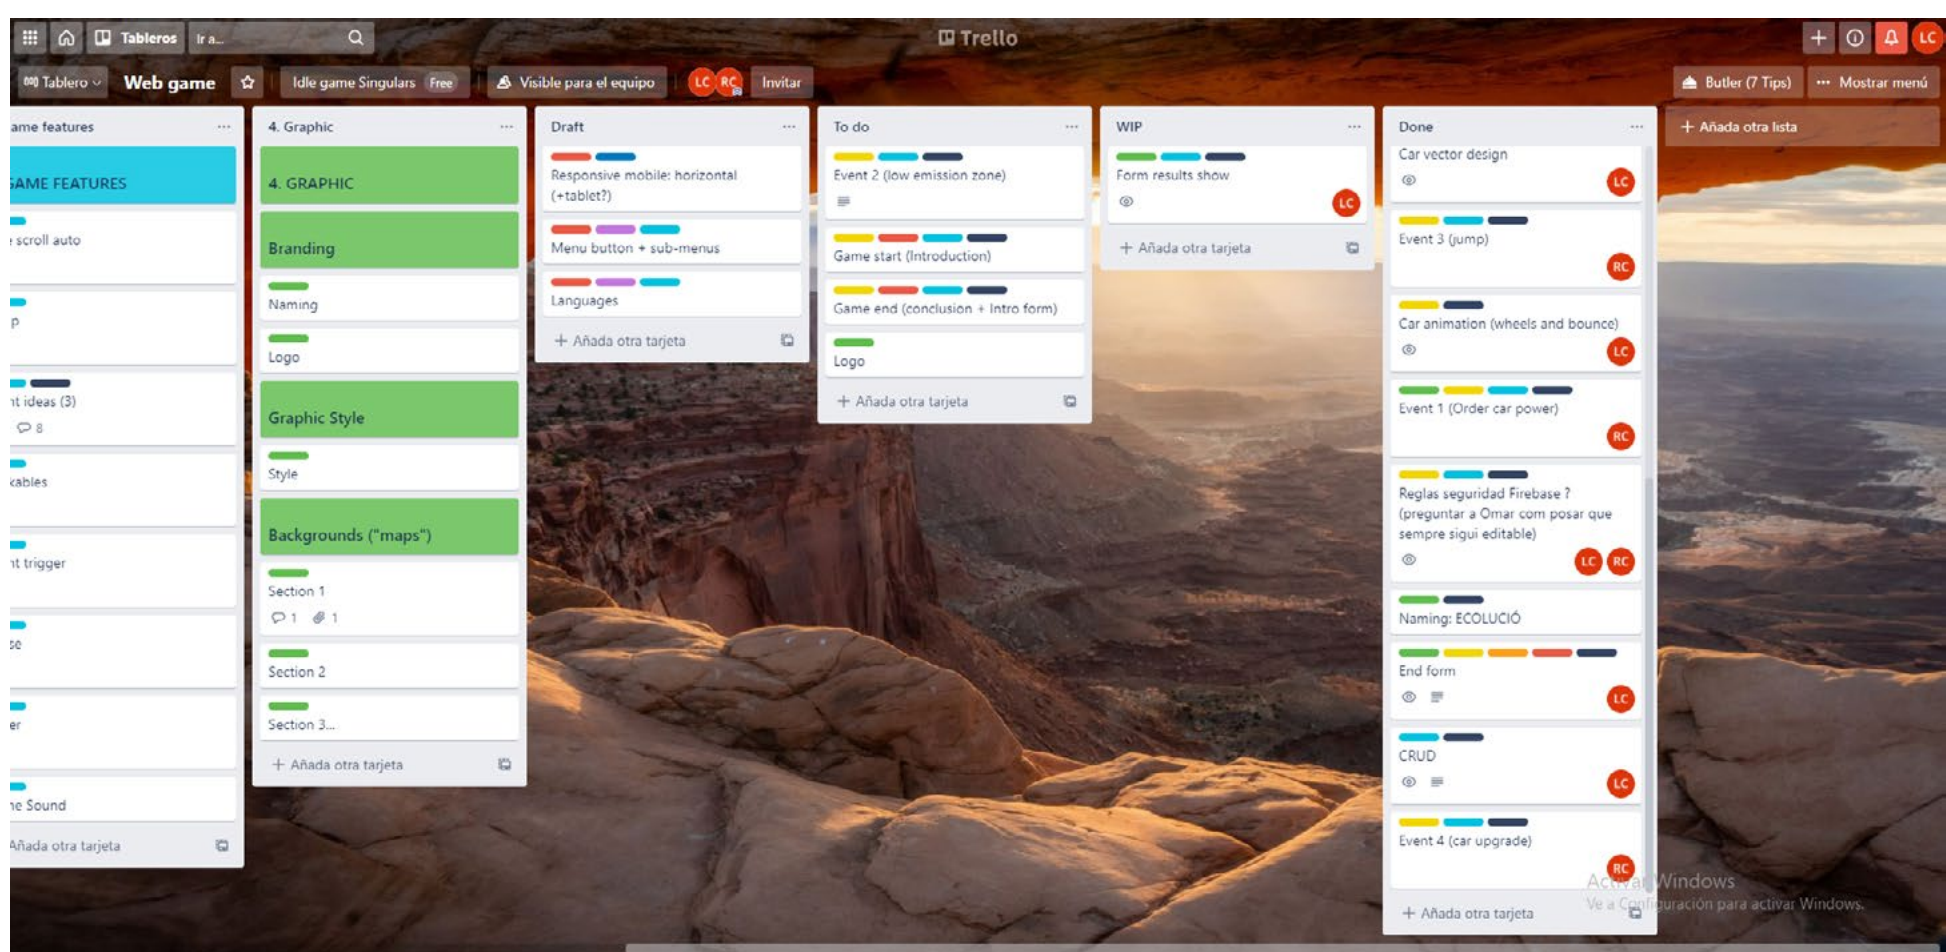 Tableros
Ir a...
Trello
LC
Tablero
Web game
Idle game Singulars Free
Visible para el equipo
LC RC
Invitar
Butler (7 Tips)
Mostrar menú
ame features
GAME FEATURES
scroll auto
p
nt ideas (3)
8
kables
nt trigger
se
er
ne Sound
Añada otra tarjeta
4. Graphic
4. GRAPHIC
Branding
Naming
Logo
Graphic Style
Style
Backgrounds ("maps")
Section 1
1 1
Section 2
Section 3...
+ Añada otra tarjeta
Draft
Responsive mobile: horizontal
(+tablet?)
Menu button + sub-menus
Languages
+ Añada otra tarjeta
To do
Event 2 (low emission zone)
Game start (Introduction)
Game end (conclusion + Intro form)
Logo
+ Añada otra tarjeta
WIP
Form results show
LC
+ Añada otra tarjeta
Done
Car vector design
LC
Event 3 (jump)
RC
Car animation (wheels and bounce)
LC
Event 1 (Order car power)
RC
Reglas seguridad Firebase ?
(preguntar a Omar com posar que
sempre sigui editable)
LC RC
Naming: ECOLUCIÓ
End form
LC
CRUD
LC
Event 4 (car upgrade)
RC
+ Añada otra tarjeta
+ Añada otra lista
Activar Windows
Ve a Configuración para activar Windows.